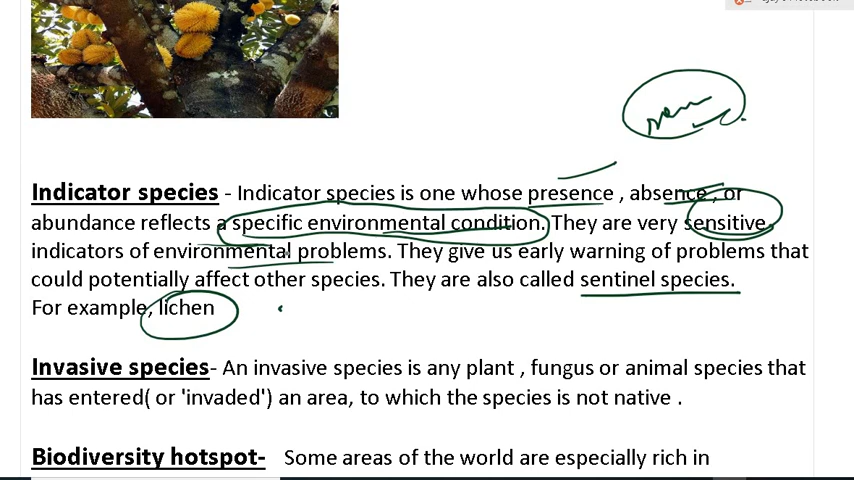 Indicator species - Indicator species is one whose presence , absence , or
abundance reflects a specific environmental condition. They are very sensitive
indicators of environmental problems. They give us early warning of problems that
could potentially affect other species. They are also called sentinel species.
For example, lichen
Invasive species- An invasive species is any plant , fungus or animal species that
has entered( or 'invaded') an area, to which the species is not native .
Biodiversity hotspot- Some areas of the world are especially rich in